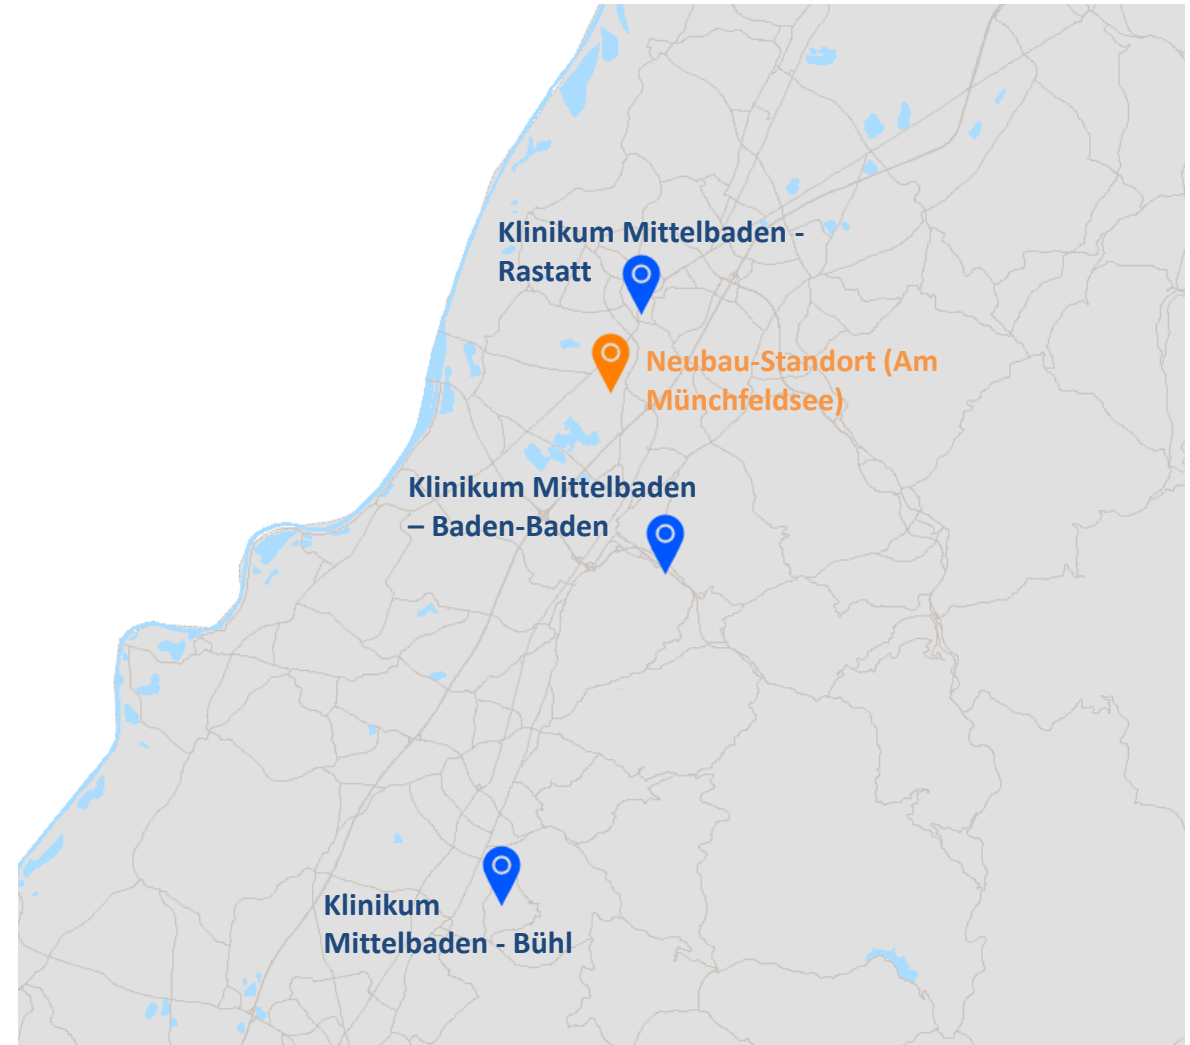 Klinikum Mittelbaden -
Rastatt
Neubau-Standort (Am
Münchfeldsee)
Klinikum Mittelbaden
– Baden-Baden
Klinikum
Mittelbaden - Bühl